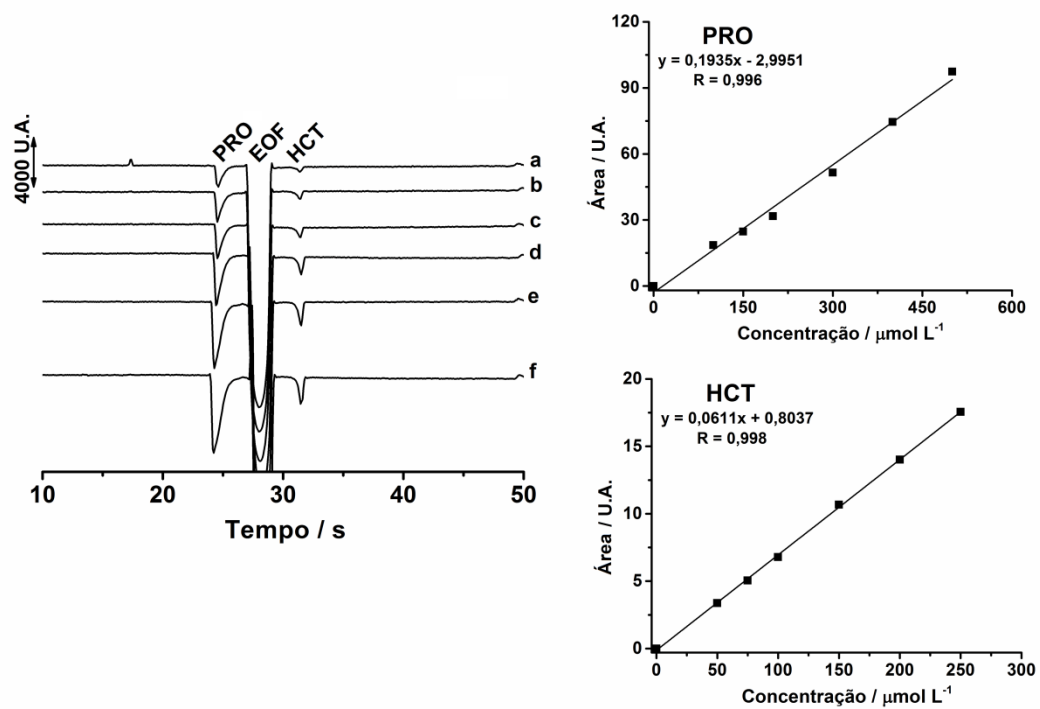 4000 U.A.
PRO
EOF
HCT
a
b
c
d
e
f
10 20 30 40 50
Tempo / s
PRO
y = 0,1935x - 2,9951
R = 0,996
120
90
60
30
0
Área / U.A.
0 150 300 450 600
Concentração / μmol L⁻¹
HCT
y = 0,0611x + 0,8037
R = 0,998
20
15
10
5
0
Área / U.A.
0 50 100 150 200 250 300
Concentração / μmol L⁻¹